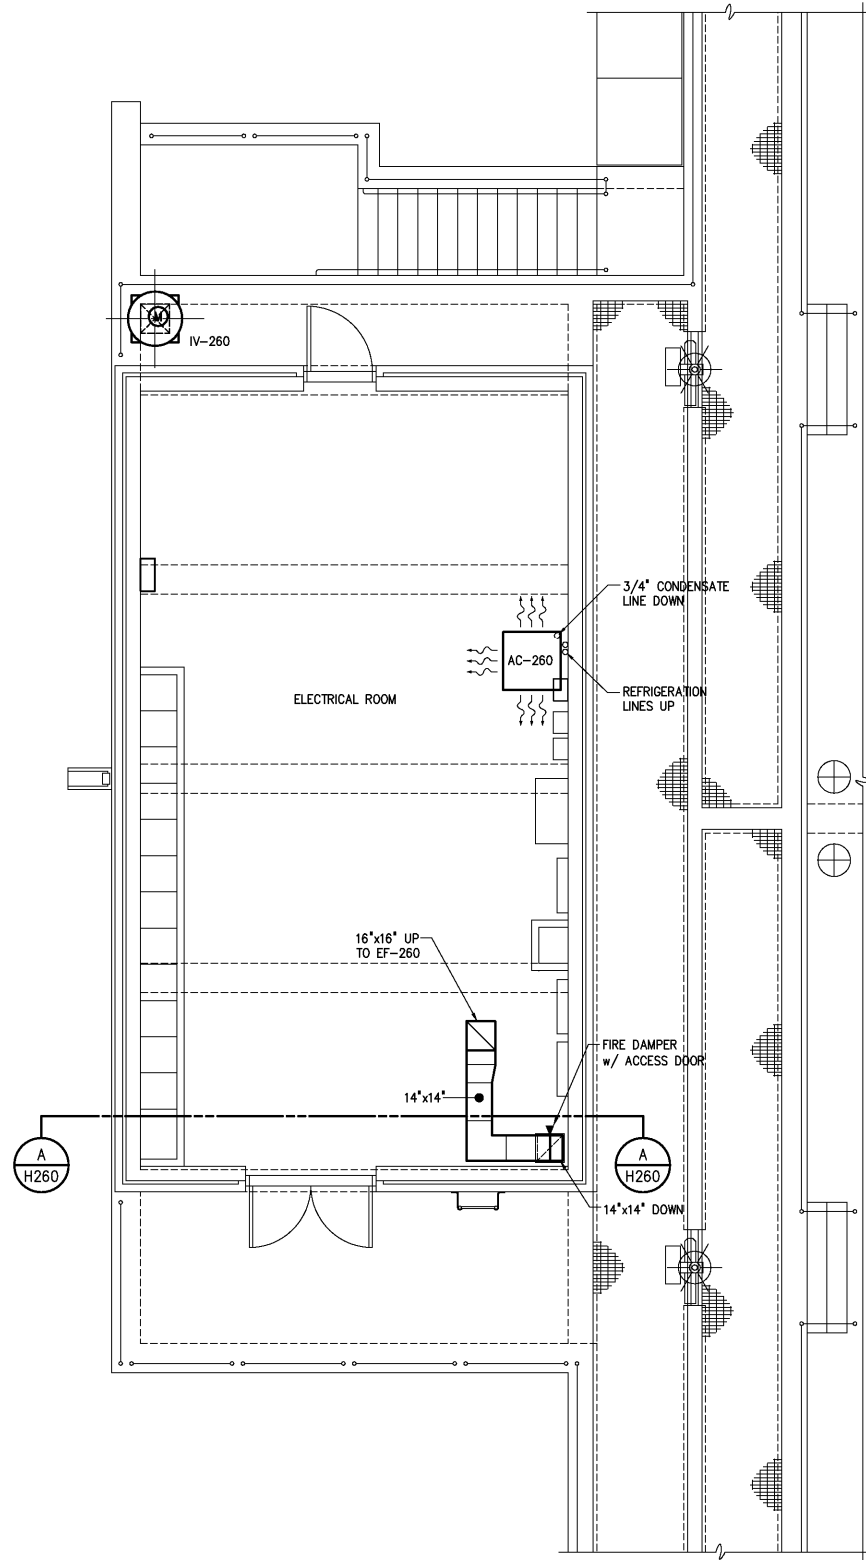 M
IV-260
3/4" CONDENSATE
LINE DOWN
AC-260
REFRIGERATION
LINES UP
ELECTRICAL ROOM
16"x16" UP
TO EF-260
FIRE DAMPER
w/ ACCESS DOOR
14"x14"
A
H260
A
H260
14"x14" DOWN